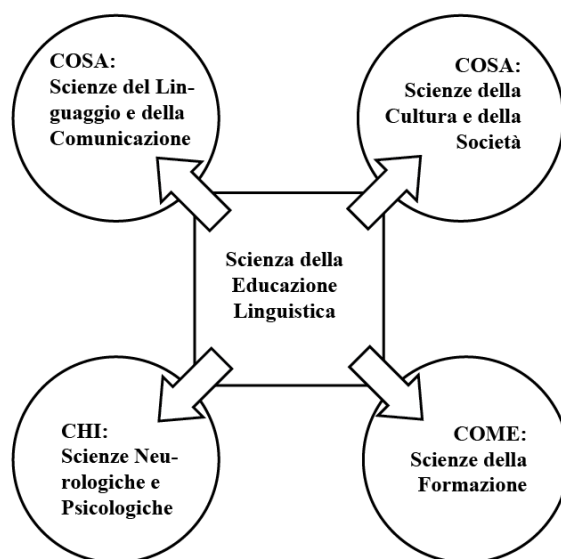 COSA:
Scienze del Lin-
guaggio e della
Comunicazione
COSA:
Scienze della
Cultura e della
Società
Scienza della
Educazione
Linguistica
CHI:
Scienze Neu-
rologiche e
Psicologiche
COME:
Scienze della
Formazione